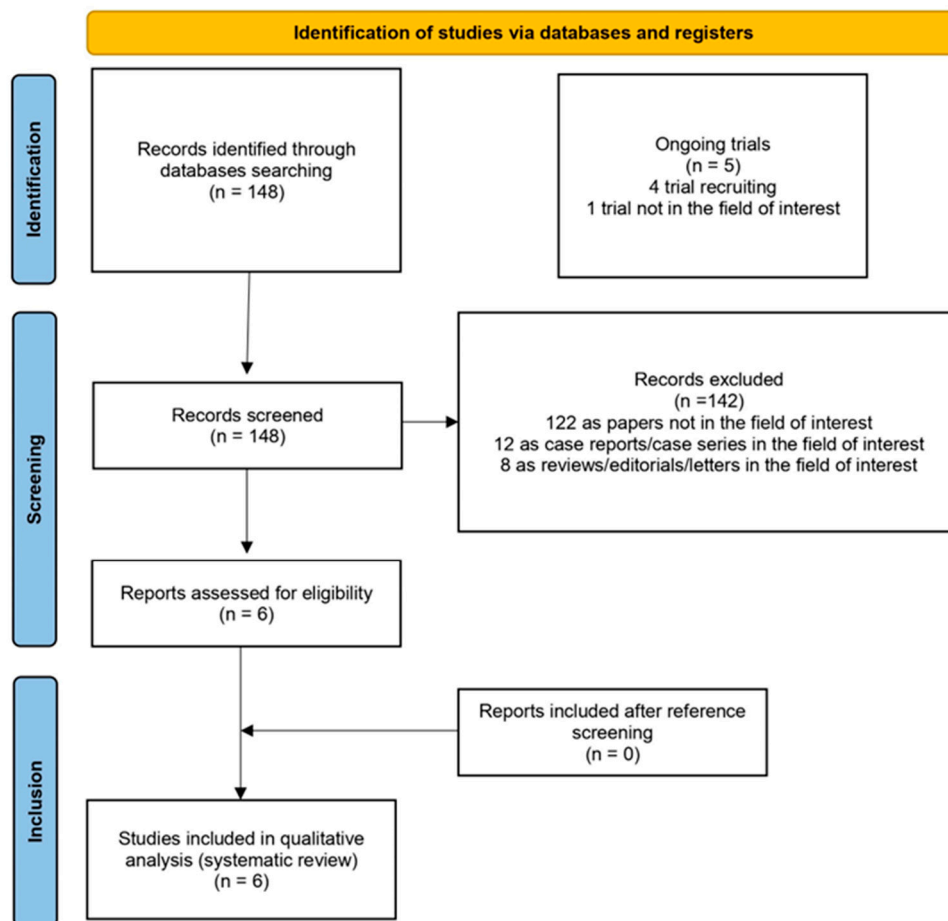 Identification of studies via databases and registers
Identification
Records identified through
databases searching
(n = 148)
Ongoing trials
(n = 5)
4 trial recruiting
1 trial not in the field of interest
Screening
Records screened
(n = 148)
Records excluded
(n =142)
122 as papers not in the field of interest
12 as case reports/case series in the field of interest
8 as reviews/editorials/letters in the field of interest
Reports assessed for eligibility
(n = 6)
Inclusion
Reports included after reference
screening
(n = 0)
Studies included in qualitative
analysis (systematic review)
(n = 6)